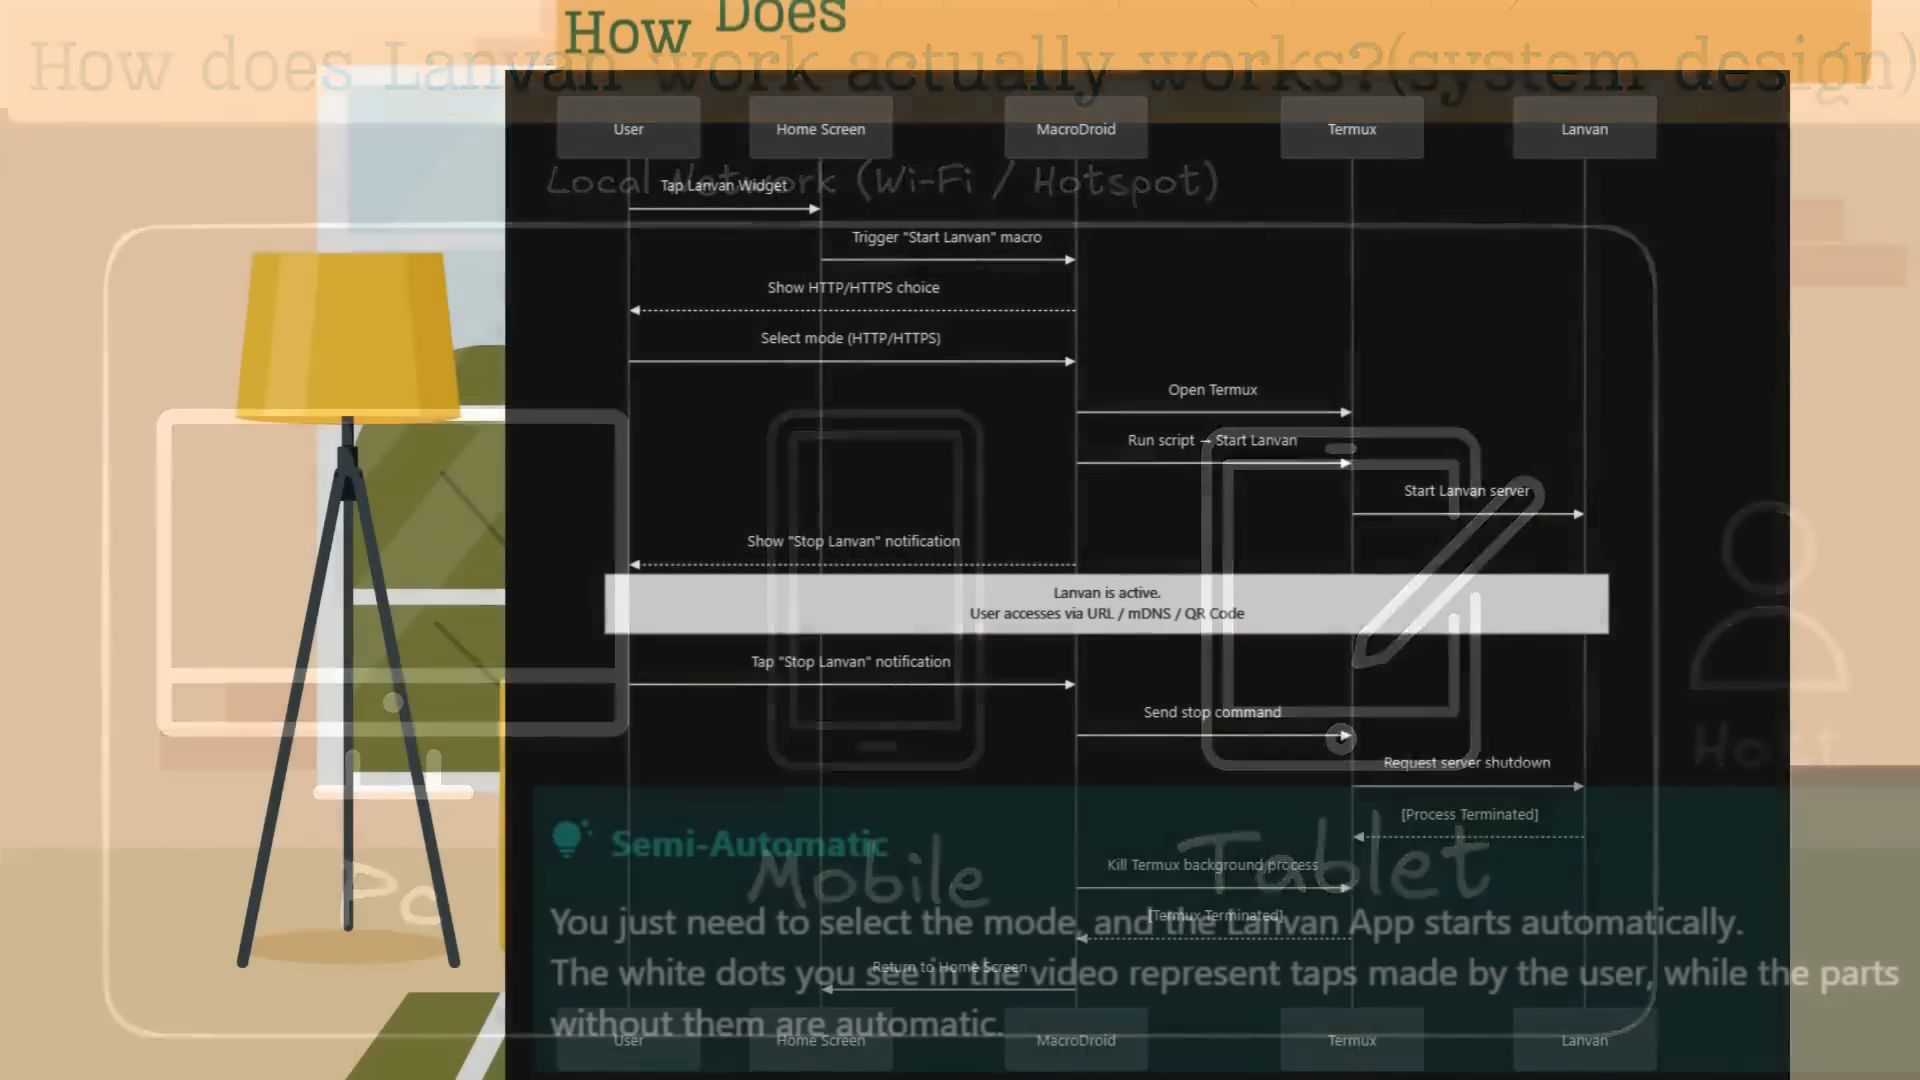 How Does
How does Lanvan work actually works?(system design)
User
Home Screen
MacroDroid
Termux
Lanvan
Local Network (Wi-Fi / Hotspot)
Tap Lanvan Widget
Trigger "Start Lanvan" macro
Show HTTP/HTTPS choice
Select mode (HTTP/HTTPS)
Open Termux
Run script → Start Lanvan
Start Lanvan server
Show "Stop Lanvan" notification
Lanvan is active.
User accesses via URL / mDNS / QR Code
Tap "Stop Lanvan" notification
Send stop command
Host
Request server shutdown
[Process Terminated]
Semi-Automatic
Mobile
Tablet
Kill Termux background process
PC
You just need to select the mode, and the Lanvan App starts automatically.
[Termux Terminated]
The white dots you see in the video represent taps made by the user, while the parts
Return to Home Screen
without them are automatic.
User
Home Screen
MacroDroid
Termux
Lanvan